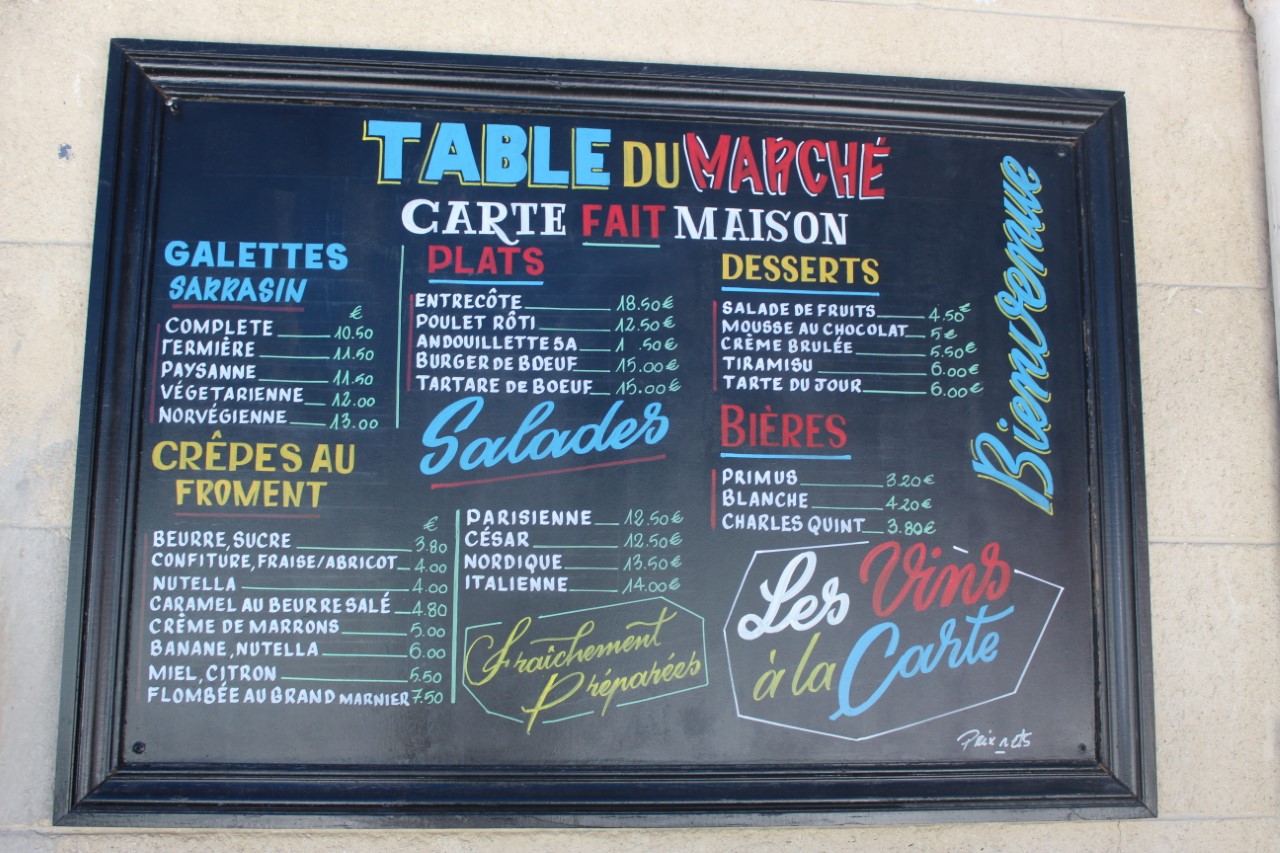 TABLE DU MARCHÉ
CARTE FAIT MAISON
Bienvenue
GALETTES
SARRASIN
€
COMPLETE 10.50
FERMIÈRE 11.50
PAYSANNE 11.50
VÉGETARIENNE 12.00
NORVÉGIENNE 13.00
CRÊPES AU
FROMENT
€
BEURRE, SUCRE 3.80
CONFITURE, FRAISE/ABRICOT 4.00
NUTELLA 4.00
CARAMEL AU BEURRE SALÉ 4.80
CRÊME DE MARRONS 5.00
BANANE, NUTELLA 6.00
MIEL, CITRON 5.50
FLOMBÉE AU GRAND MARNIER 7.50
PLATS
ENTRECÔTE 18.50€
POULET RÔTI 12.50€
ANDOUILLETTE 5A 1 .50€
BURGER DE BOEUF 15.00€
TARTARE DE BOEUF 15.00€
Salades
PARISIENNE 12.50€
CÉSAR 12.50€
NORDIQUE 13.50€
ITALIENNE 14.00€
Fraîchement
Préparées
DESSERTS
SALADE DE FRUITS 4.50€
MOUSSE AU CHOCOLAT 5€
CRÈME BRULÉE 5.50€
TIRAMISU 6.00€
TARTE DU JOUR 6.00€
BIÈRES
PRIMUS 3.20€
BLANCHE 4.20€
CHARLES QUINT 3.80€
Les Vins
à la Carte
Prix nets